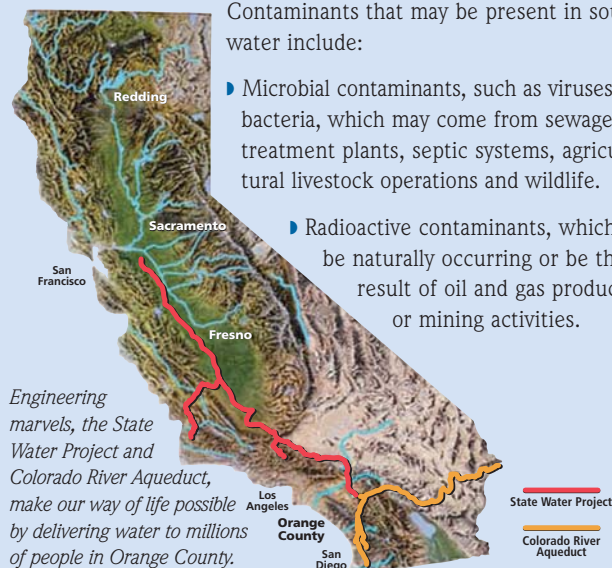 Contaminants that may be present in
water include:
Microbial contaminants, such as viruses
bacteria, which may come from sewage
treatment plants, septic systems,
tural livestock operations and wildlife.
Radioactive contaminants, which
be naturally occurring or be
result of oil and gas
or mining activities.
Redding
Sacramento
San
Francisco
Fresno
Engineering
marvels, the State
Water Project and
Colorado River Aqueduct,
make our way of life possible
by delivering water to millions
of people in Orange County.
Los
Angeles
Orange
County
San
Diego
State Water Project
Colorado River
Aqueduct